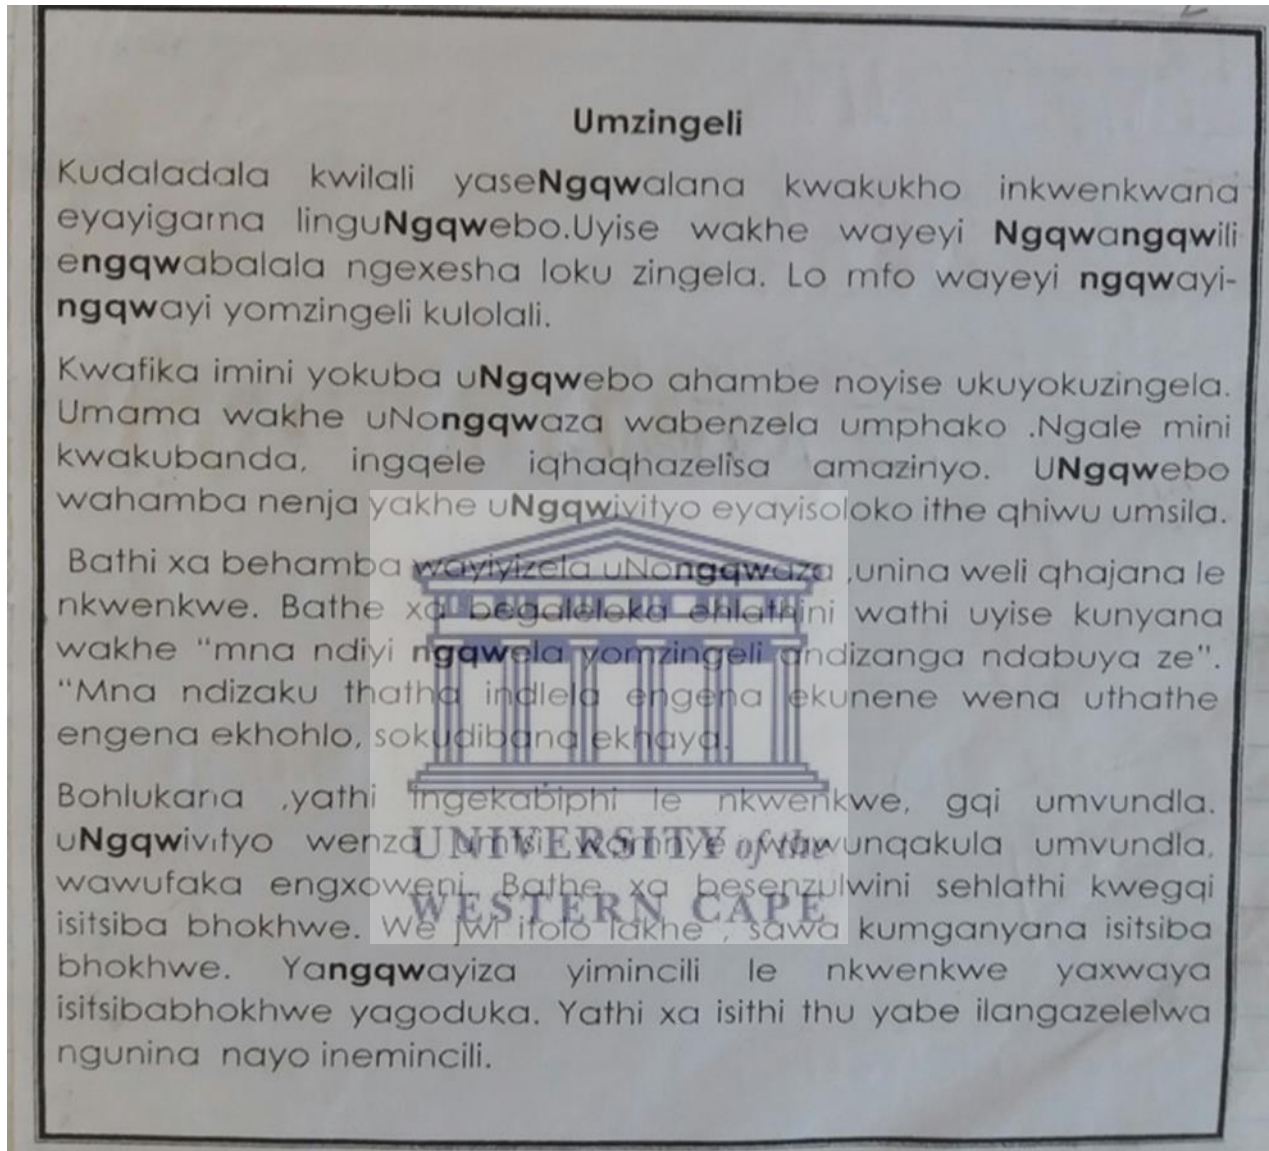 Umzingeli
Kudaladala kwilali yaseNgqwalana kwakukho inkwenkwana
eyayigama linguNgqwebo.Uyise wakhe wayeyi Ngqwangqwili
engqwabalala ngexesha loku zingela. Lo mfo wayeyi ngqwayi-
ngqwayi yomzingeli kulolali.
Kwafika imini yokuba uNgqwebo ahambe noyise ukuyokuzingela.
Umama wakhe uNongqwaza wabenzela umphako .Ngale mini
kwakubanda, ingqele iqhaqhazelisa amazinyo. UNgqwebo
wahamba nenja yakhe uNgqwivityo eyayisoloko ithe qhiwu umsila.
Bathi xa behamba wayiyizela uNongqwaza ,unina weli qhajana le
nkwenkwe. Bathe xa begaleleka ehlathini wathi uyise kunyana
wakhe “mna ndiyi ngqwela yomzingeli andizanga ndabuya ze”.
“Mna ndizaku thatha indlela engena ekunene wena uthathe
engena ekhohlo, sokudibana ekhaya.
Bohlukana ,yathi ingekabiphi le nkwenkwe, gqi umvundla.
uNgqwivityo wenza umtsi wamnye wawunqakula umvundla,
wawufaka engxoweni. Bathe xa besenzulwini sehlathi kwegqi
isitsiba bhokhwe. We jwi itolo lakhe , sawa kumganyana isitsiba
bhokhwe. Yangqwayiza yimincili le nkwenkwe yaxwaya
isitsibabhokhwe yagoduka. Yathi xa isithi thu yabe ilangazelelwa
ngunina nayo inemincili.
UNIVERSITY of the
WESTERN CAPE